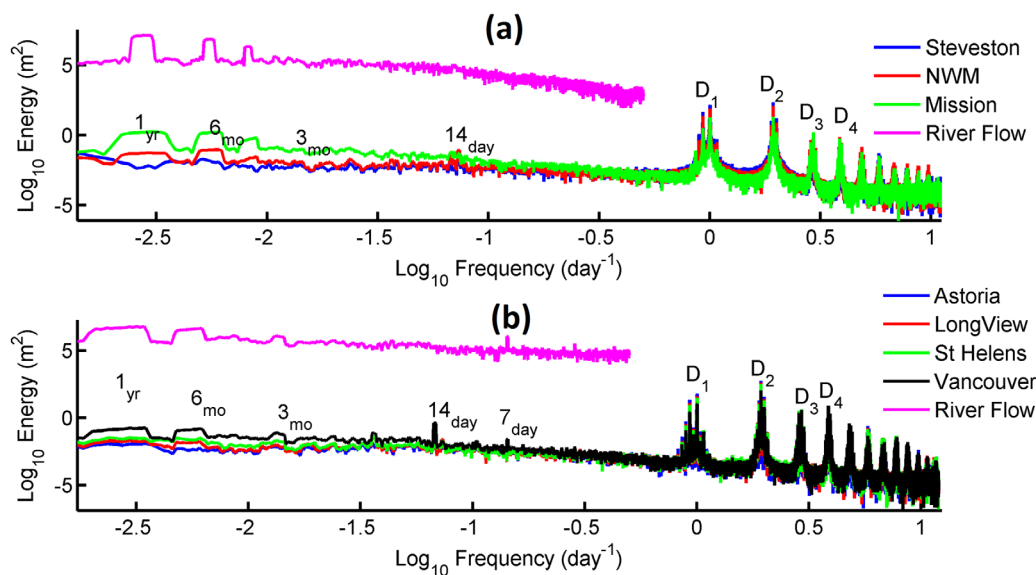 (a)
Steveston
NWM
Mission
River Flow
Log10 Energy (m2)
5
0
-5
1yr
6mo
3mo
14day
D1
D2
D3
D4
-2.5 -2 -1.5 -1 -0.5 0 0.5 1
Log10 Frequency (day-1)
(b)
Astoria
LongView
St Helens
Vancouver
River Flow
Log10 Energy (m2)
5
0
-5
1yr
6mo
3mo
14day
7day
D1
D2
D3
D4
-2.5 -2 -1.5 -1 -0.5 0 0.5 1
Log10 Frequency (day-1)